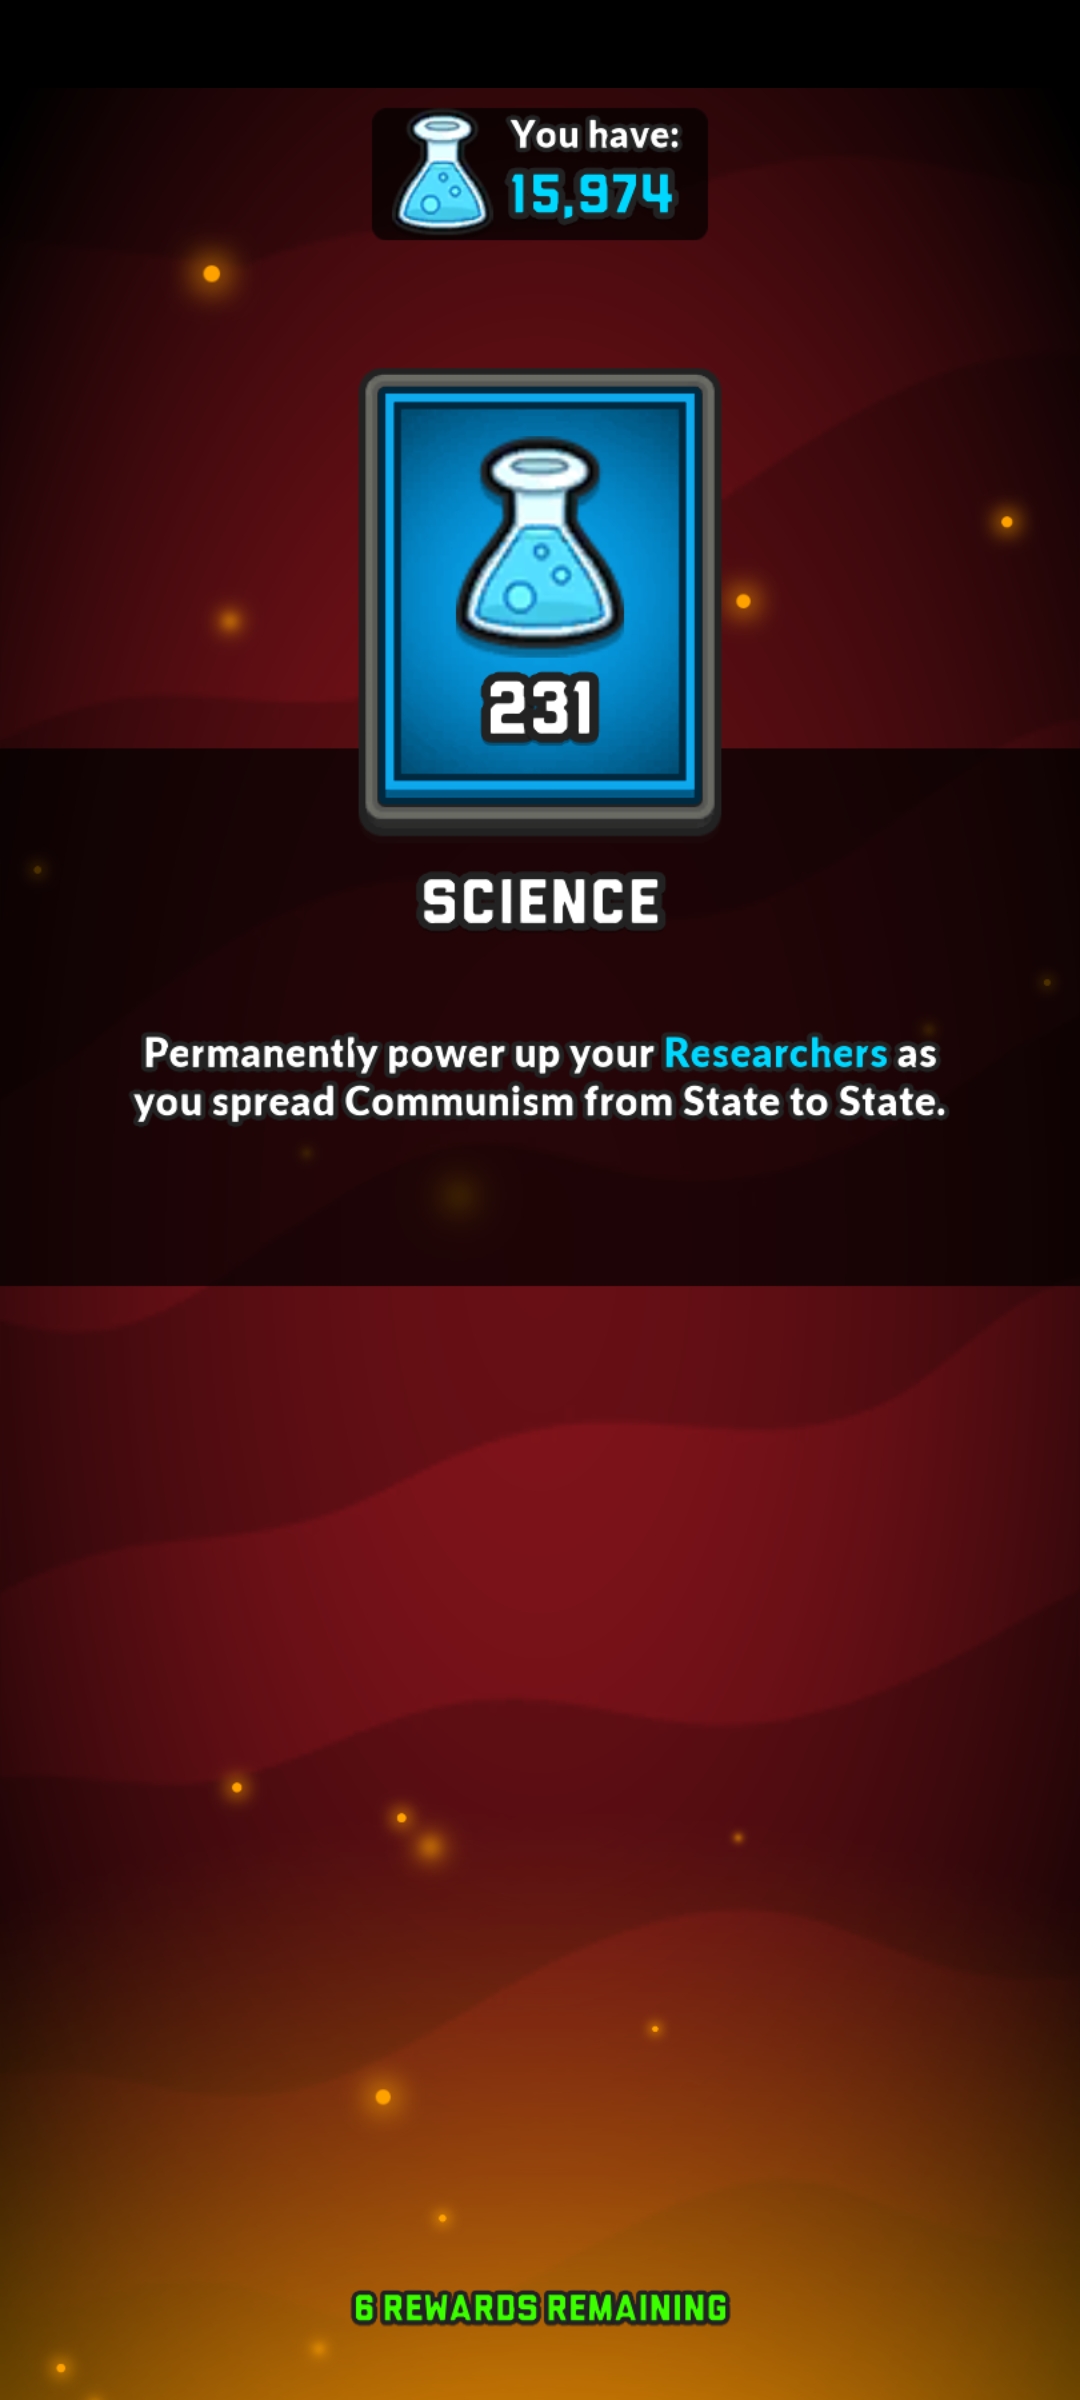 You have:
15,974
231
SCIENCE
Permanently power up your Researchers as
you spread Communism from State to State.
6 REWARDS REMAINING